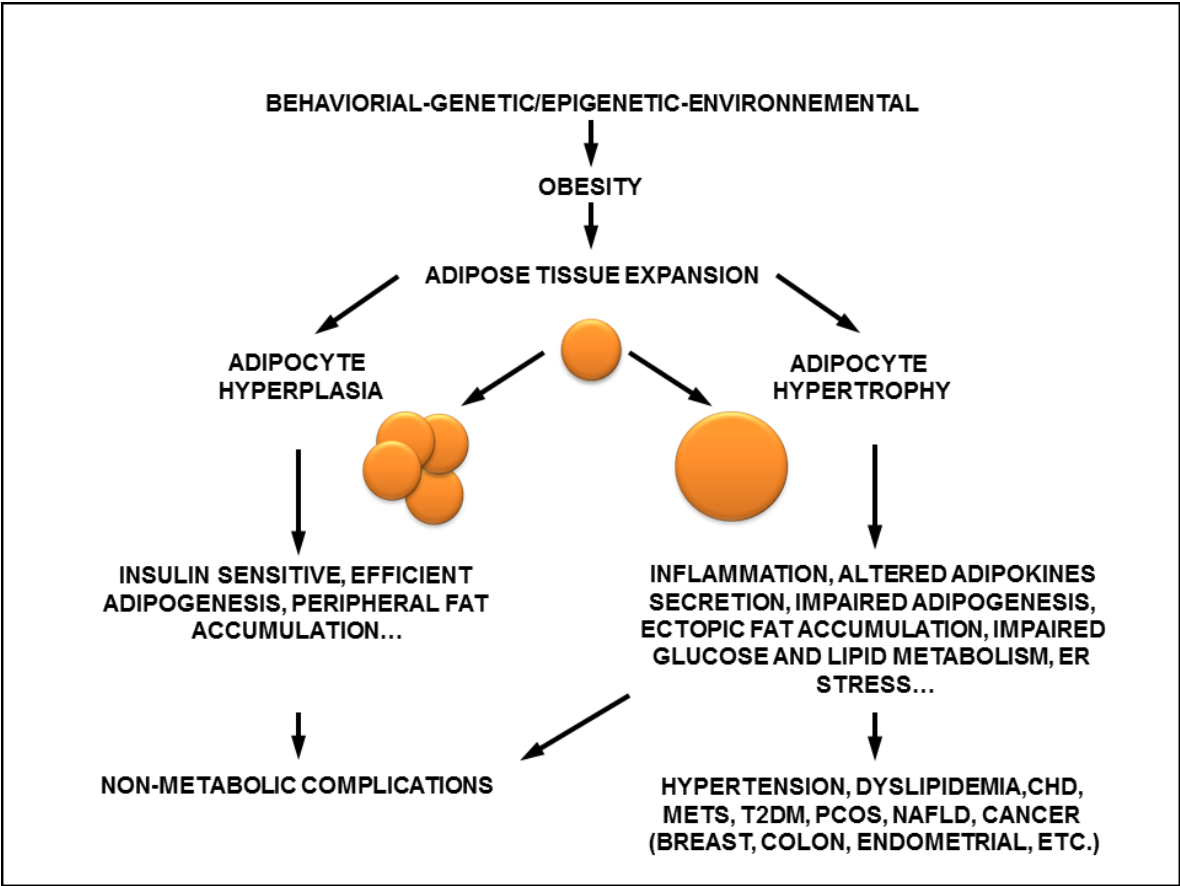 BEHAVIORIAL-GENETIC/EPIGENETIC-ENVIRONNEMENTAL
OBESITY
ADIPOSE TISSUE EXPANSION
ADIPOCYTE
HYPERPLASIA
ADIPOCYTE
HYPERTROPHY
INSULIN SENSITIVE, EFFICIENT
ADIPOGENESIS, PERIPHERAL FAT
ACCUMULATION…
INFLAMMATION, ALTERED ADIPOKINES
SECRETION, IMPAIRED ADIPOGENESIS,
ECTOPIC FAT ACCUMULATION, IMPAIRED
GLUCOSE AND LIPID METABOLISM, ER
STRESS…
NON-METABOLIC COMPLICATIONS
HYPERTENSION, DYSLIPIDEMIA,CHD,
METS, T2DM, PCOS, NAFLD, CANCER
(BREAST, COLON, ENDOMETRIAL, ETC.)